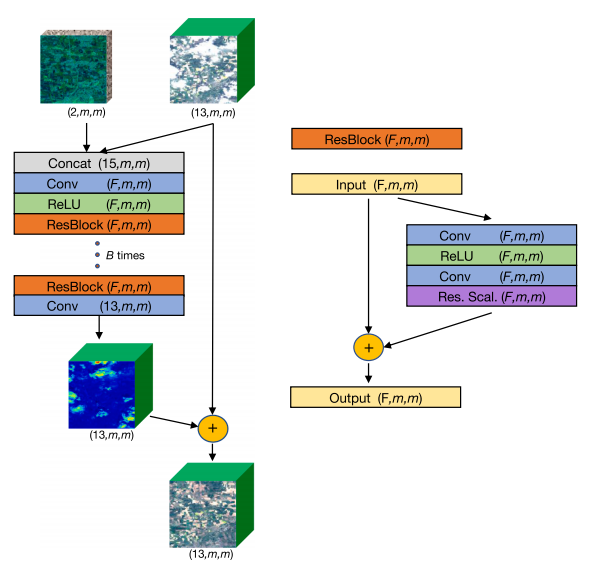 (2,m,m)
(13,m,m)
Concat (15,m,m)
Conv (F,m,m)
ReLU (F,m,m)
ResBlock (F,m,m)
B times
ResBlock (F,m,m)
Conv (13,m,m)
(13,m,m)
+
(13,m,m)
ResBlock (F,m,m)
Input (F,m,m)
Conv (F,m,m)
ReLU (F,m,m)
Conv (F,m,m)
Res. Scal. (F,m,m)
+
Output (F,m,m)